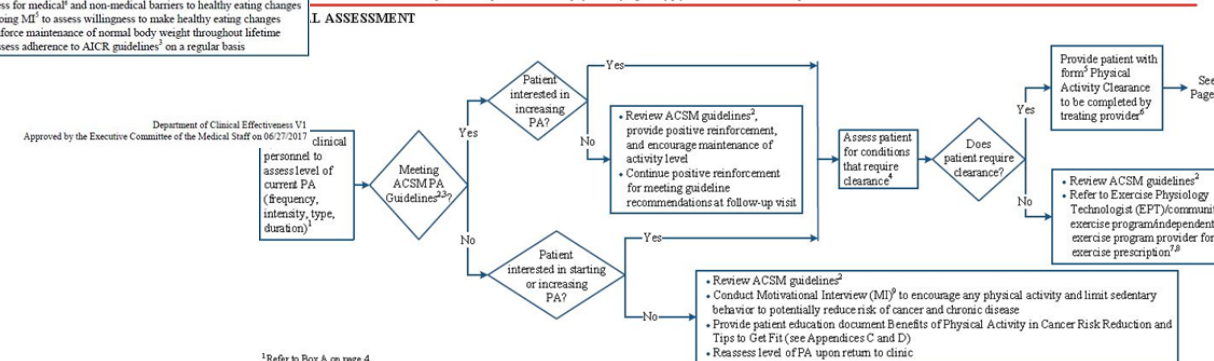 ss for medical⁶ and non-medical barriers to healthy eating changes
oing MI⁵ to assess willingness to make healthy eating changes
force maintenance of normal body weight throughout lifetime
sess adherence to AICR guidelines³ on a regular basis
L ASSESSMENT
Department of Clinical Effectiveness V1
Approved by the Executive Committee of the Medical Staff on 06/27/2017
clinical
personnel to
assess level of
current PA
(frequency,
intensity, type,
duration)¹
Meeting
ACSM PA
Guidelines²,³?
Yes
No
Patient
interested in
increasing
PA?
Yes
No
• Review ACSM guidelines²,
provide positive reinforcement,
and encourage maintenance of
activity level
• Continue positive reinforcement
for meeting guideline
recommendations at follow-up visit
Patient
interested in starting
or increasing
PA?
Yes
No
• Review ACSM guidelines²
• Conduct Motivational Interview (MI)⁹ to encourage any physical activity and limit sedentary
behavior to potentially reduce risk of cancer and chronic disease
• Provide patient education document Benefits of Physical Activity in Cancer Risk Reduction and
Tips to Get Fit (see Appendices C and D)
• Reassess level of PA upon return to clinic
Assess patient
for conditions
that require
clearance⁴
Does
patient require
clearance?
Yes
No
Provide patient with
form⁵ Physical
Activity Clearance
to be completed by
treating provider⁶
See
Page
• Review ACSM guidelines²
• Refer to Exercise Physiology
Technologist (EPT)/communit
exercise program/independent
exercise program provider for
exercise prescription⁷,⁸
¹Refer to Box A on page 4